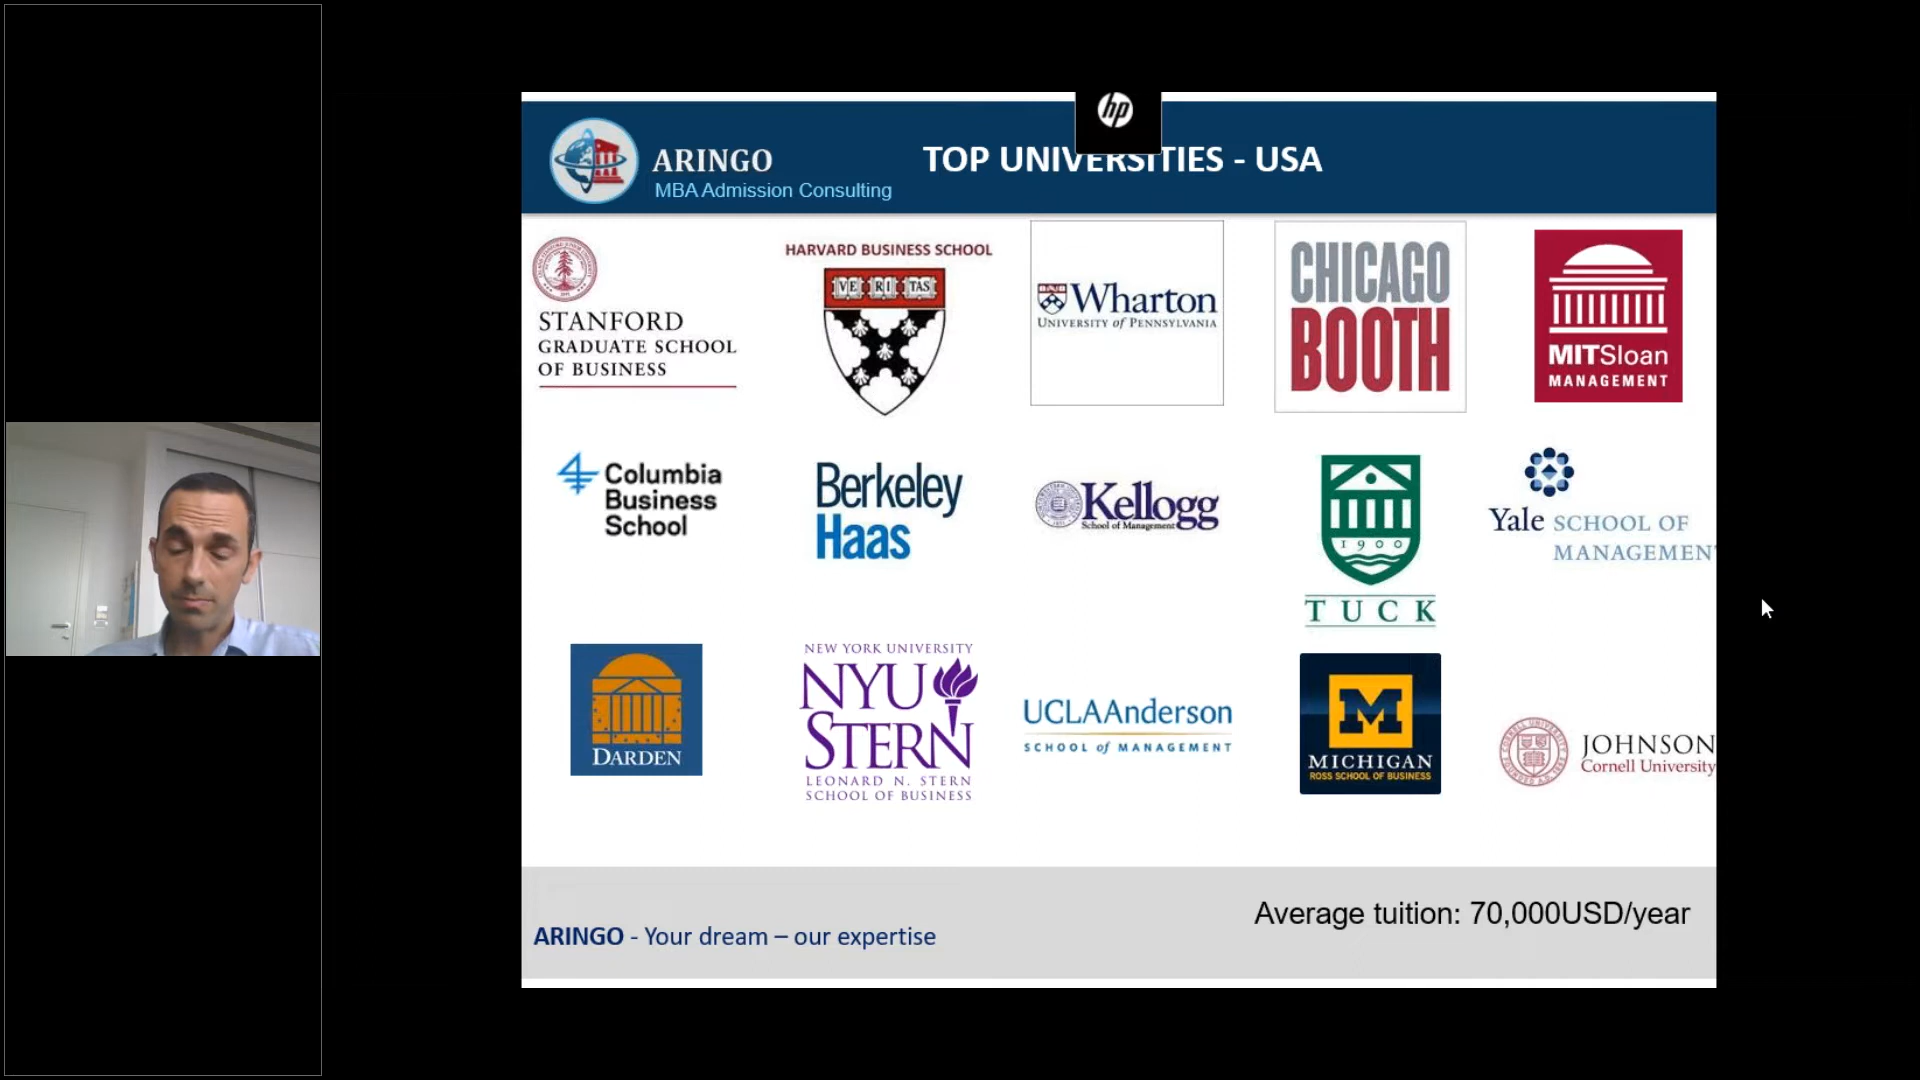 hp
ARINGO
MBA Admission Consulting
TOP UNIVERSITIES - USA
STANFORD
GRADUATE SCHOOL
OF BUSINESS
HARVARD BUSINESS SCHOOL
VE RI TAS
Wharton
UNIVERSITY of PENNSYLVANIA
CHICAGO
BOOTH
MITSloan
MANAGEMENT
Columbia
Business
School
Berkeley
Haas
Kellogg
School of Management
1900
TUCK
Yale SCHOOL OF
MANAGEMENT
DARDEN
NEW YORK UNIVERSITY
NYU
STERN
LEONARD N. STERN
SCHOOL OF BUSINESS
UCLAAnderson
SCHOOL of MANAGEMENT
M
MICHIGAN
ROSS SCHOOL OF BUSINESS
JOHNSON
Cornell University
Average tuition: 70,000USD/year
ARINGO - Your dream – our expertise